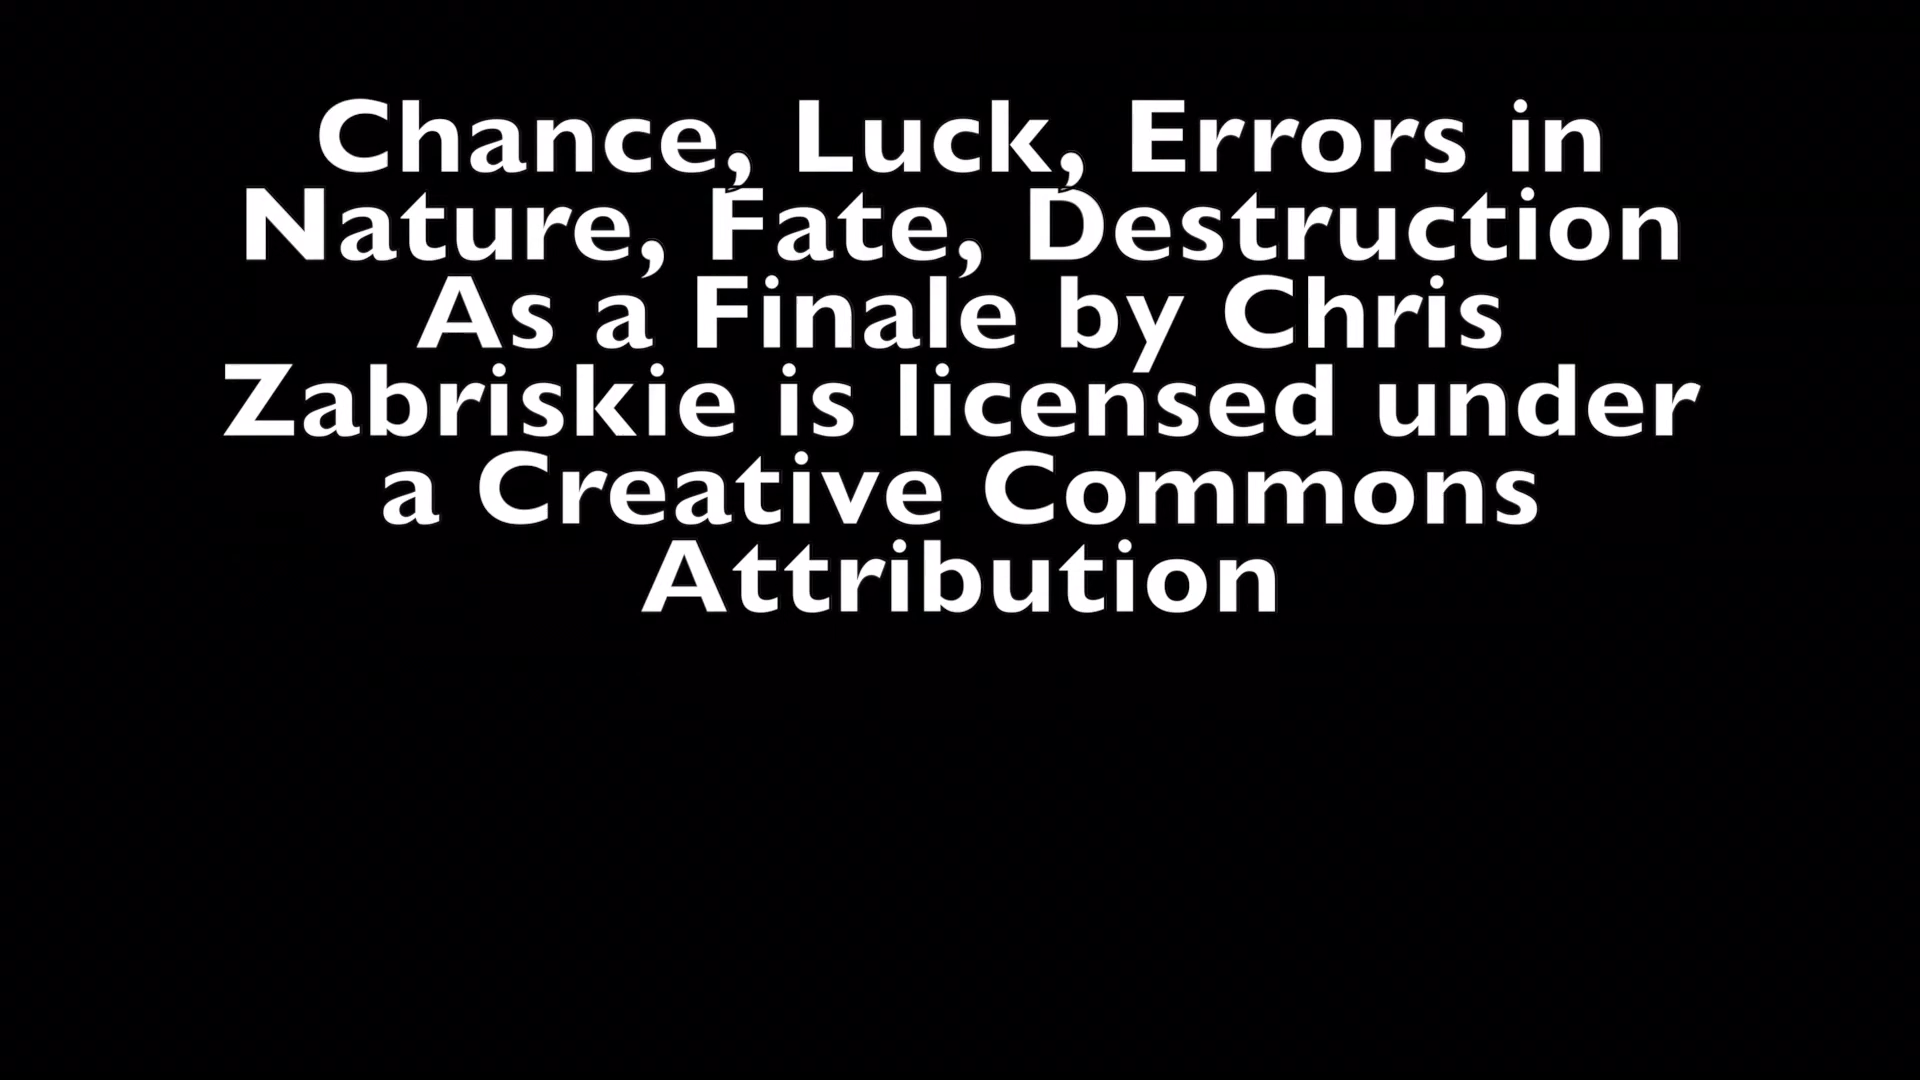 Chance, Luck, Errors in
Nature, Fate, Destruction
As a Finale by Chris
Zabriskie is licensed under
a Creative Commons
Attribution